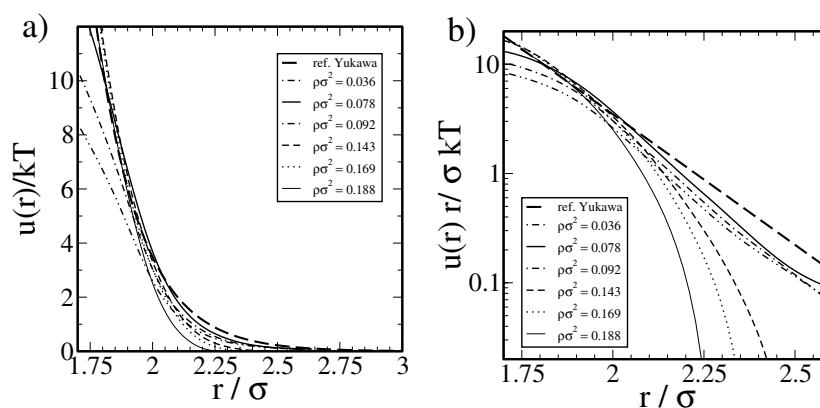 a)
u(r)/kT
10
8
6
4
2
0
1.75
2
2.25
2.5
2.75
3
r / σ
ref. Yukawa
ρσ² = 0.036
ρσ² = 0.078
ρσ² = 0.092
ρσ² = 0.143
ρσ² = 0.169
ρσ² = 0.188
b)
u(r) r/ σ kT
10
1
0.1
1.75
2
2.25
2.5
r / σ
ref. Yukawa
ρσ² = 0.036
ρσ² = 0.078
ρσ² = 0.092
ρσ² = 0.143
ρσ² = 0.169
ρσ² = 0.188